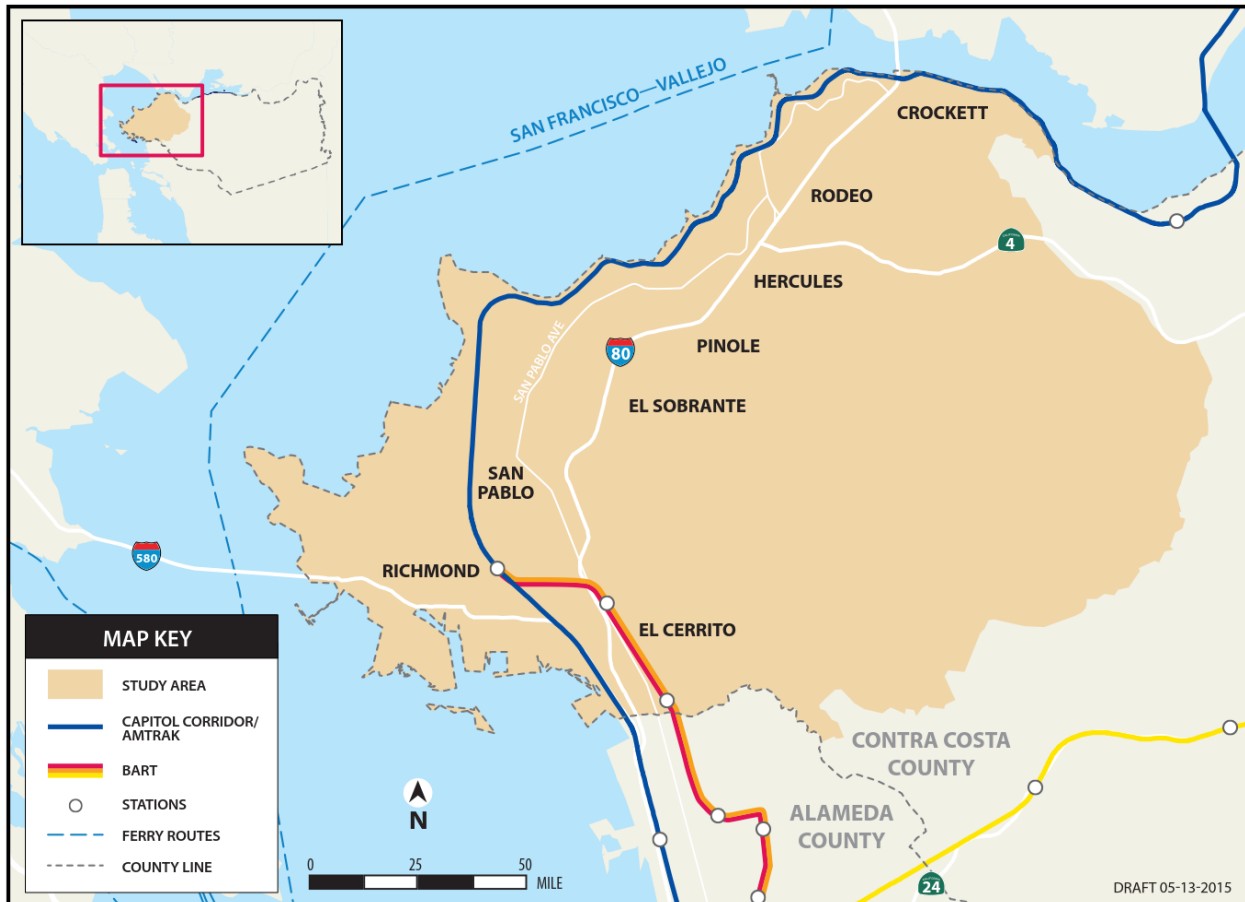 SAN FRANCISCO—VALLEJO
CROCKETT
RODEO
CALIFORNIA
4
HERCULES
SAN PABLO AVE
80
PINOLE
EL SOBRANTE
SAN
PABLO
580
RICHMOND
EL CERRITO
MAP KEY
STUDY AREA
CAPITOL CORRIDOR/
AMTRAK
BART
STATIONS
FERRY ROUTES
COUNTY LINE
N
0 25 50
MILE
CONTRA COSTA
COUNTY
ALAMEDA
COUNTY
CALIFORNIA
24
DRAFT 05-13-2015